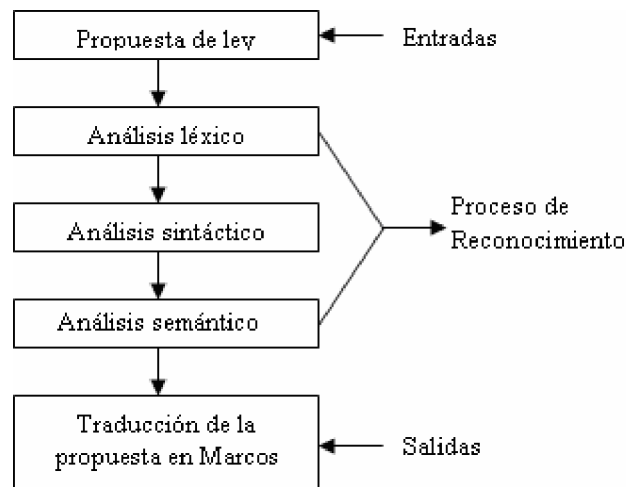 Propuesta de ley
Entradas
Análisis léxico
Análisis sintáctico
Proceso de
Reconocimiento
Análisis semántico
Traducción de la
propuesta en Marcos
Salidas